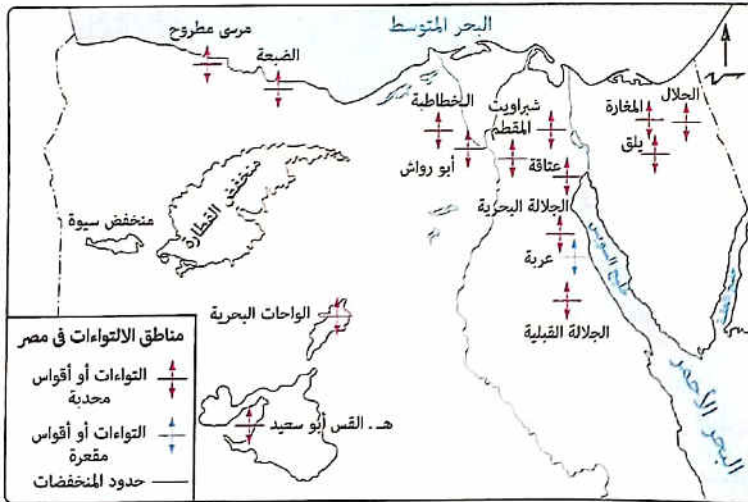 البحر المتوسط
مرسى مطروح
الضبعة
الخطاطبة
أبو رواش
شبراويت
المقطم
عتاقة
الجلالة البحرية
عربة
الجلالة القبلية
المغارة
الحلال
يلق
منخفض القطارة
منخفض سيوة
خليج السويس
البحر الأحمر
الواحات البحرية
هـ . القس أبو سعيد
مناطق الالتواءات فى مصر
التواءات أو أقواس
محدبة
التواءات أو أقواس
مقعرة
حدود المنخفضات